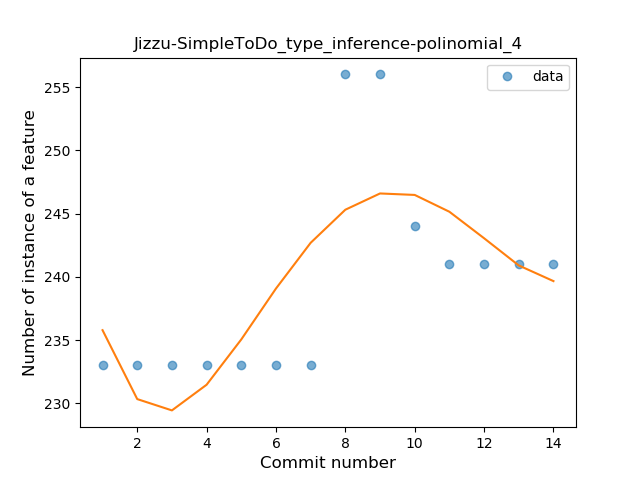 Jizzu-SimpleToDo_type_inference-polinomial_4
data
Number of instance of a feature
255
250
245
240
235
230
2 4 6 8 10 12 14
Commit number